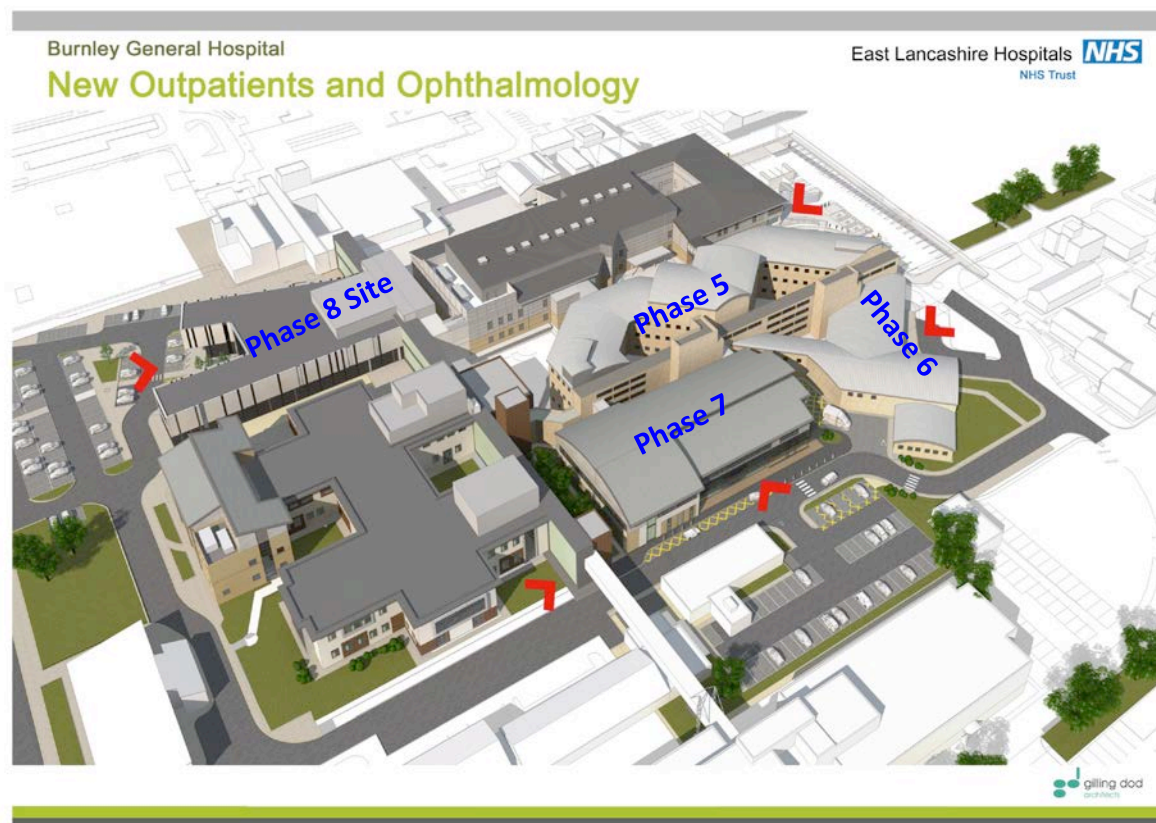 Burnley General Hospital
New Outpatients and Ophthalmology
East Lancashire Hospitals NHS
NHS Trust
Phase 8 Site
Phase 5
Phase 6
Phase 7
gilling dod
architects